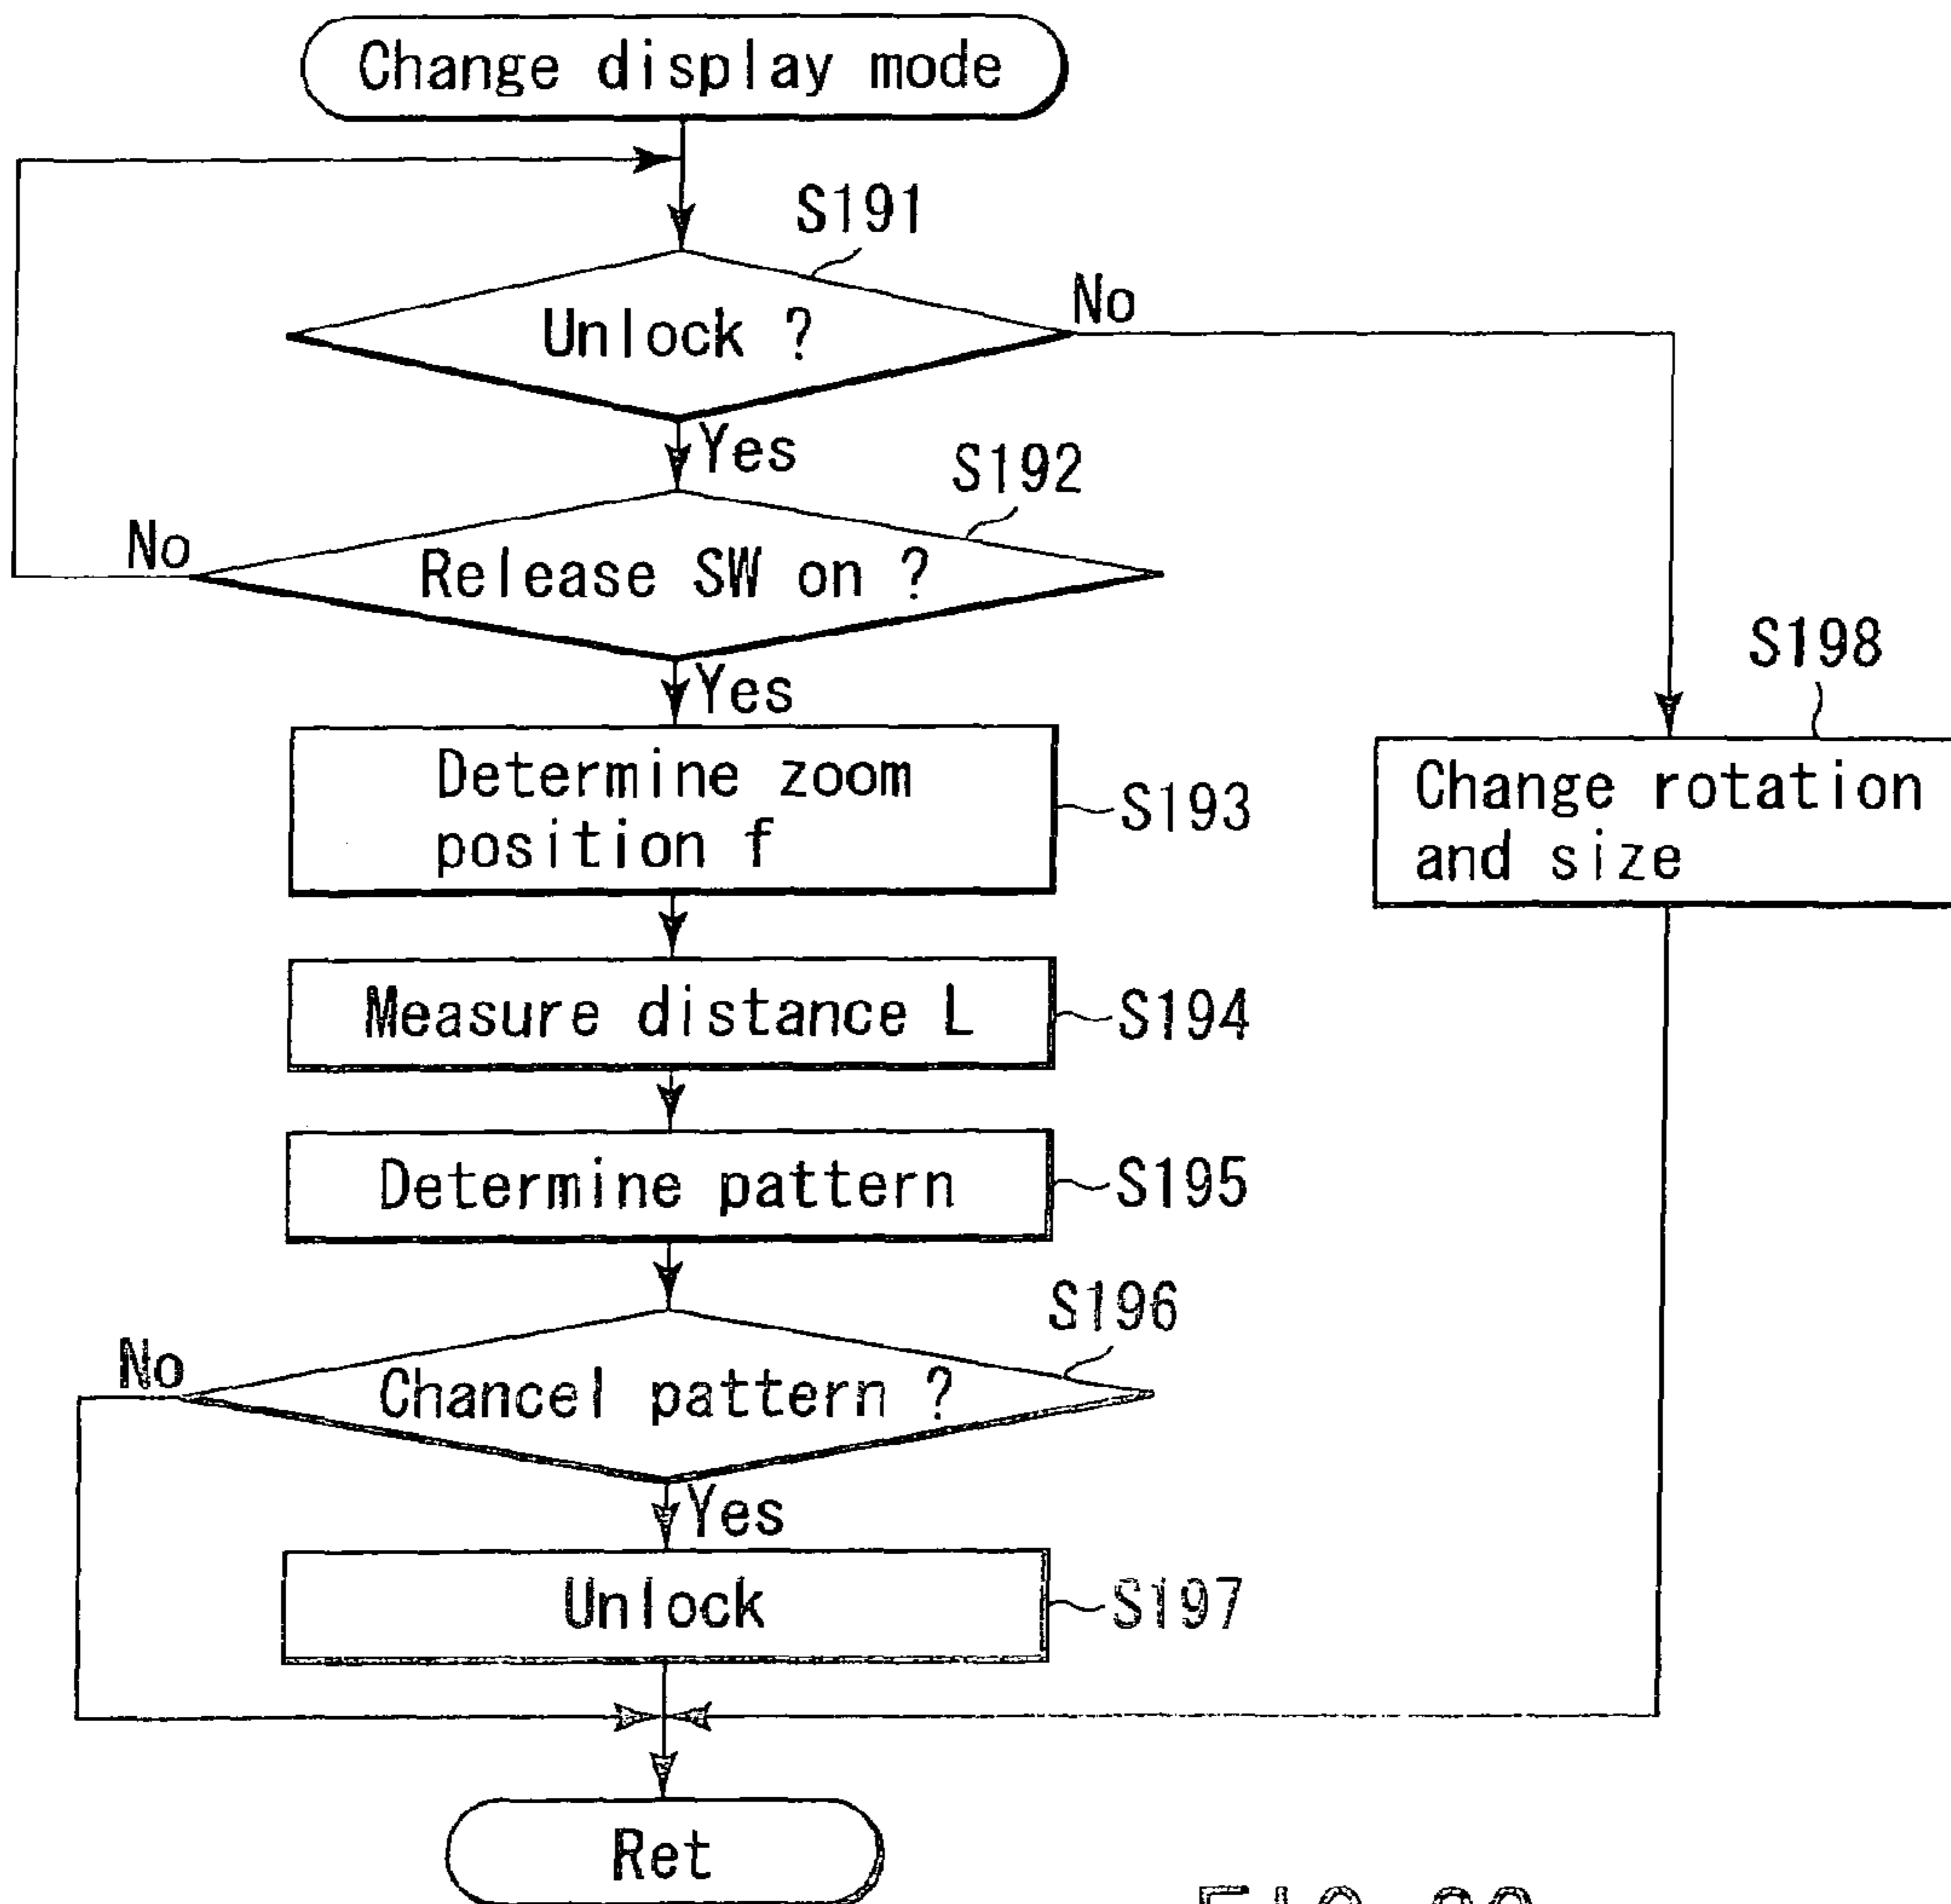 Change display mode
S191
Unlock ?
No
Yes
S192
No
Release SW on ?
Yes
S198
Determine zoom
position f
S193
Change rotation
and size
Measure distance L
S194
Determine pattern
S195
S196
No
Chancel pattern ?
Yes
Unlock
S197
Ret